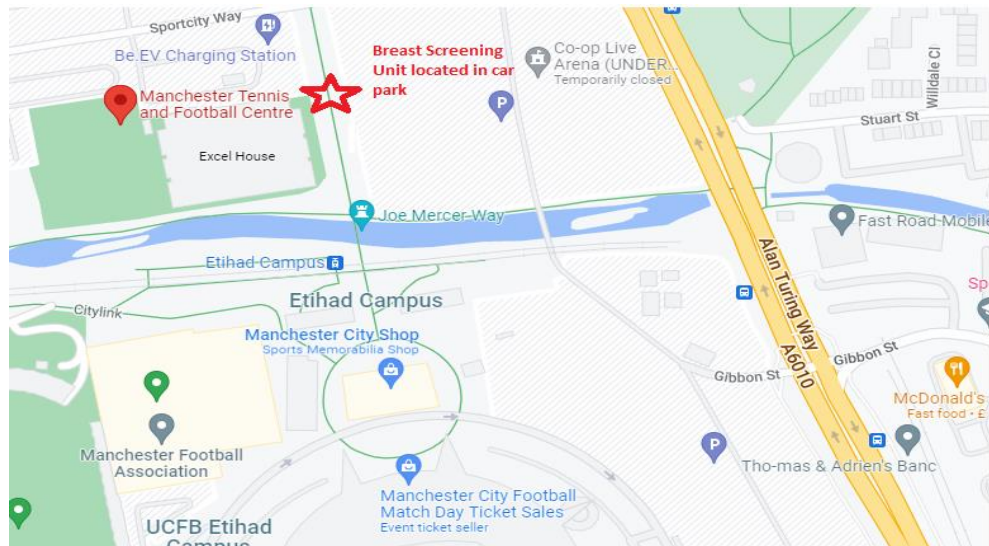 Sportcity Way
Be.EV Charging Station
Breast Screening
Unit located in car
park
Co-op Live
Arena (UNDER...
Temporarily closed
P
Willdale Cl
Stuart St
Manchester Tennis
and Football Centre
Excel House
Joe Mercer Way
Fast Road Mobile
Etihad Campus
Etihad Campus
Citylink
Alan Turing Way
A6010
Sp
Manchester City Shop
Sports Memorabilia Shop
Gibbon St
Gibbon St
McDonald's
Fast food · £
P
Manchester Football
Association
Tho-mas & Adrien's Banc
Manchester City Football
Match Day Ticket Sales
Event ticket seller
UCFB Etihad
Campus